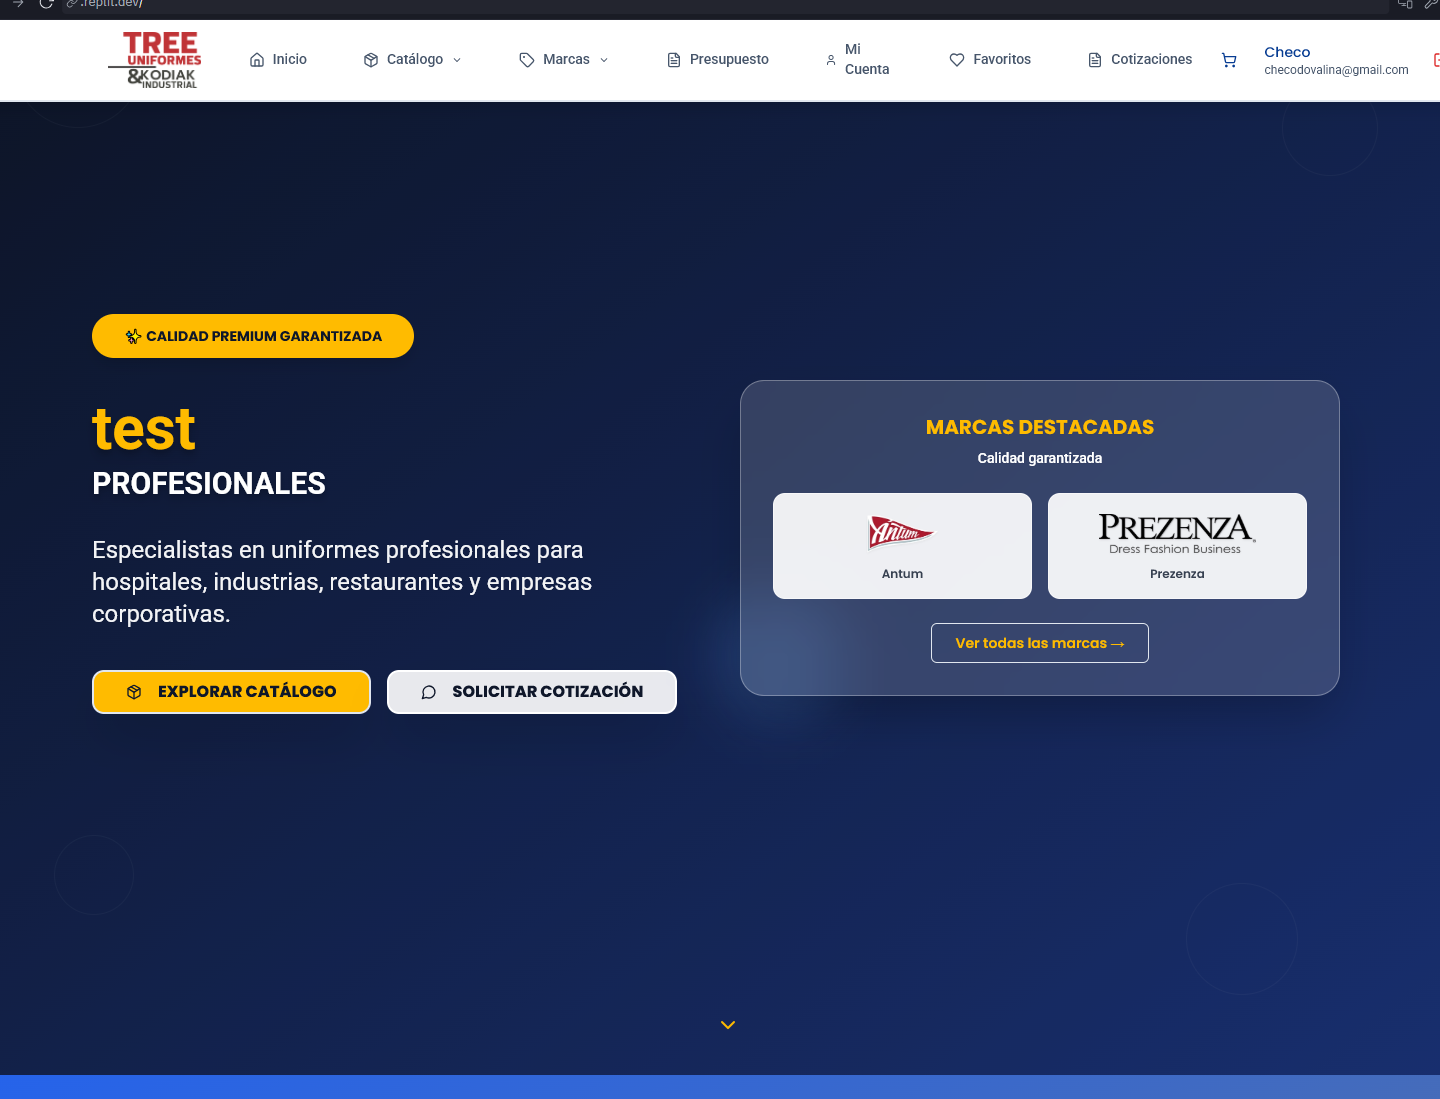 .replit.dev/
TREE
UNIFORMES
&KODIAK
INDUSTRIAL
Inicio
Catálogo
Marcas
Presupuesto
Mi
Cuenta
Favoritos
Cotizaciones
Checo
checodovalina@gmail.com
CALIDAD PREMIUM GARANTIZADA
test
PROFESIONALES
Especialistas en uniformes profesionales para
hospitales, industrias, restaurantes y empresas
corporativas.
EXPLORAR CATÁLOGO
SOLICITAR COTIZACIÓN
MARCAS DESTACADAS
Calidad garantizada
Antum
Antum
PREZENZA
Dress Fashion Business
Prezenza
Ver todas las marcas →